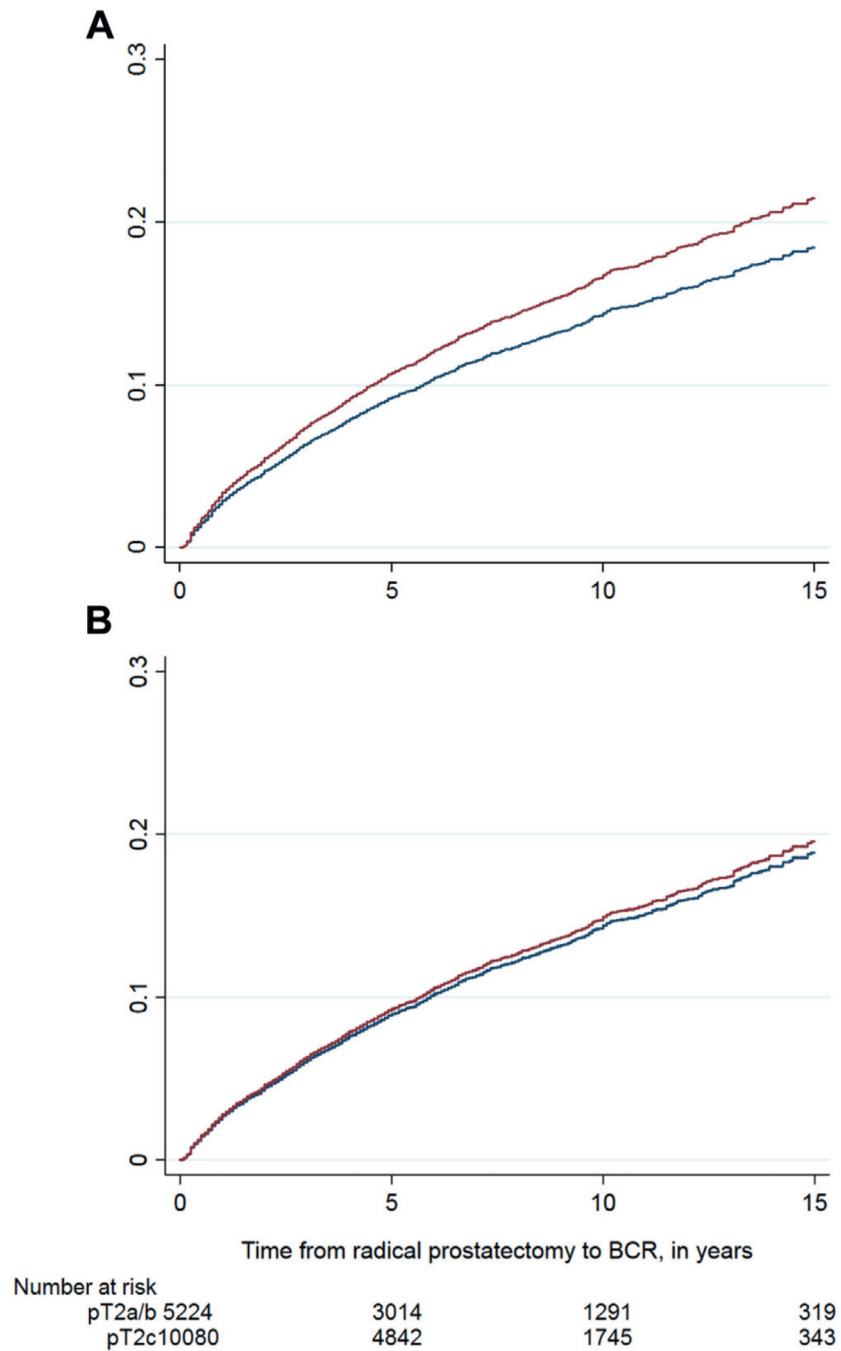 A
0.3
0.2
0.1
0
0 5 10 15
B
0.3
0.2
0.1
0
0 5 10 15
Time from radical prostatectomy to BCR, in years
Number at risk
pT2a/b 5224 3014 1291 319
pT2c10080 4842 1745 343